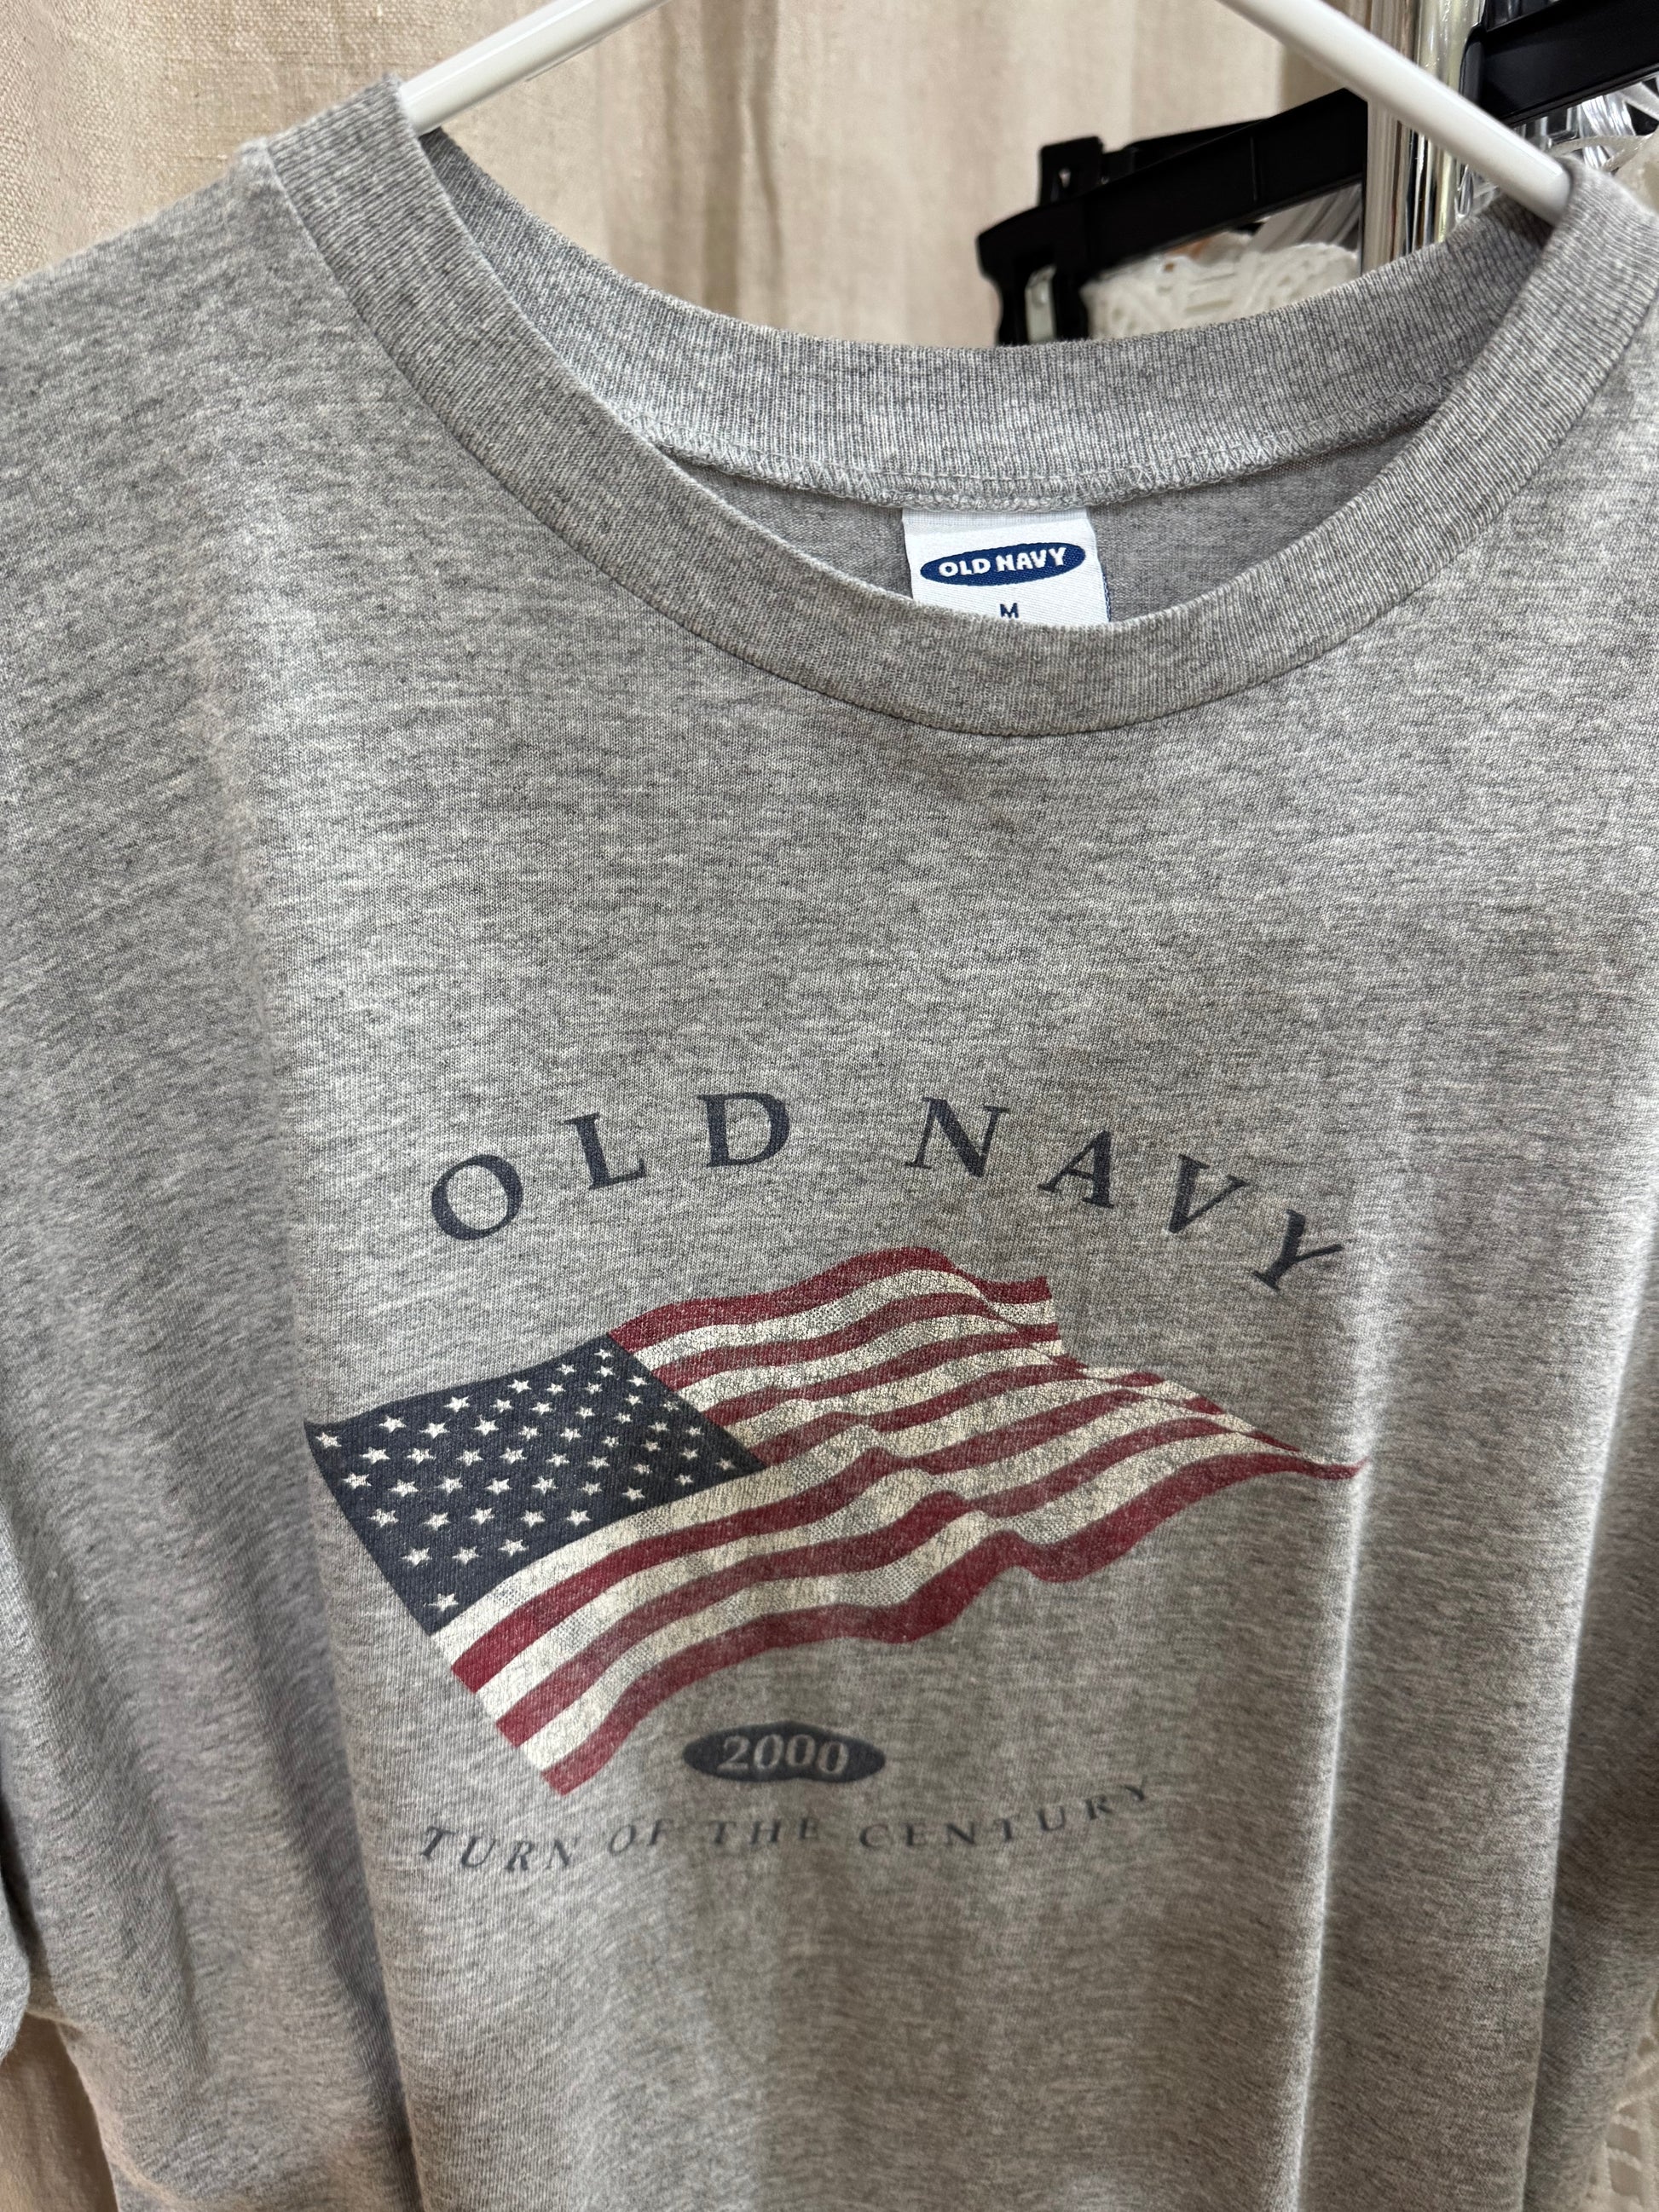 OLD NAVY
M
OLD NAVY
2000
TURN OF THE CENTURY